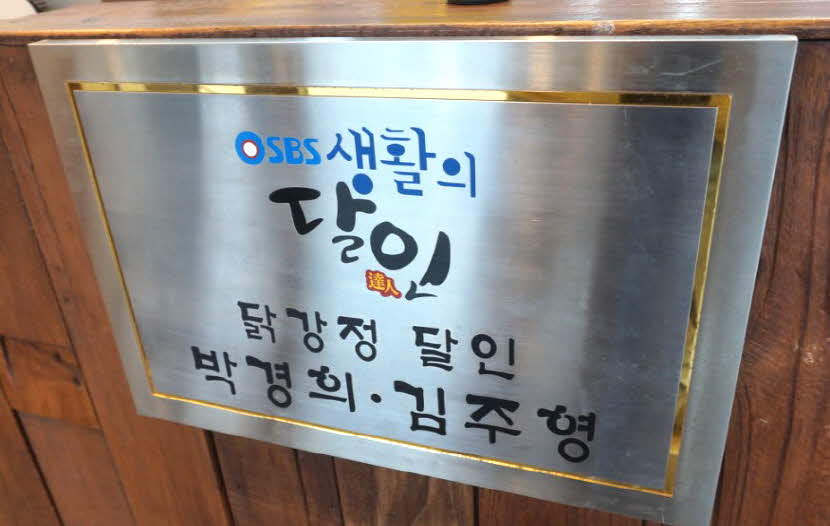 SBS 생활의
달인
達人
닭강정 달인
박경희·김주형